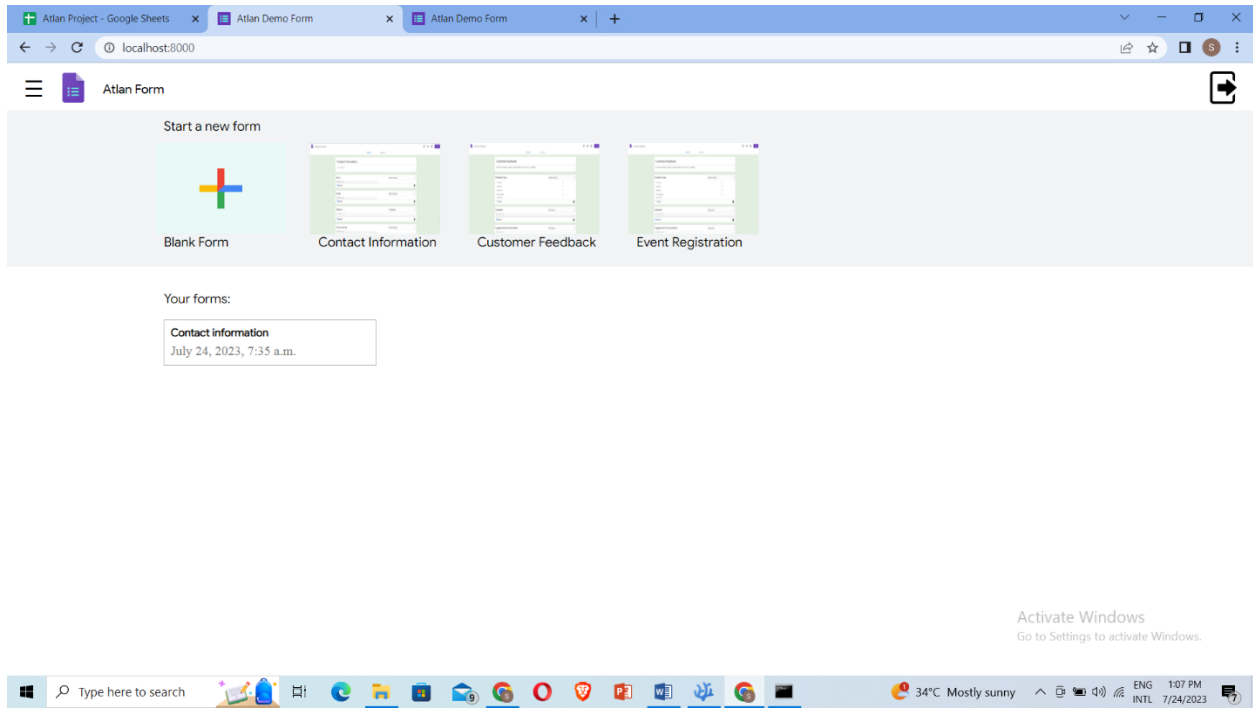 Atlan Project - Google Sheets
Atlan Demo Form
Atlan Demo Form
localhost:8000
S
Atlan Form
Start a new form
Blank Form
Contact Information
Customer Feedback
Event Registration
Your forms:
Contact information
July 24, 2023, 7:35 a.m.
Activate Windows
Go to Settings to activate Windows.
Type here to search
9
34°C Mostly sunny
ENG
INTL
1:07 PM
7/24/2023
7